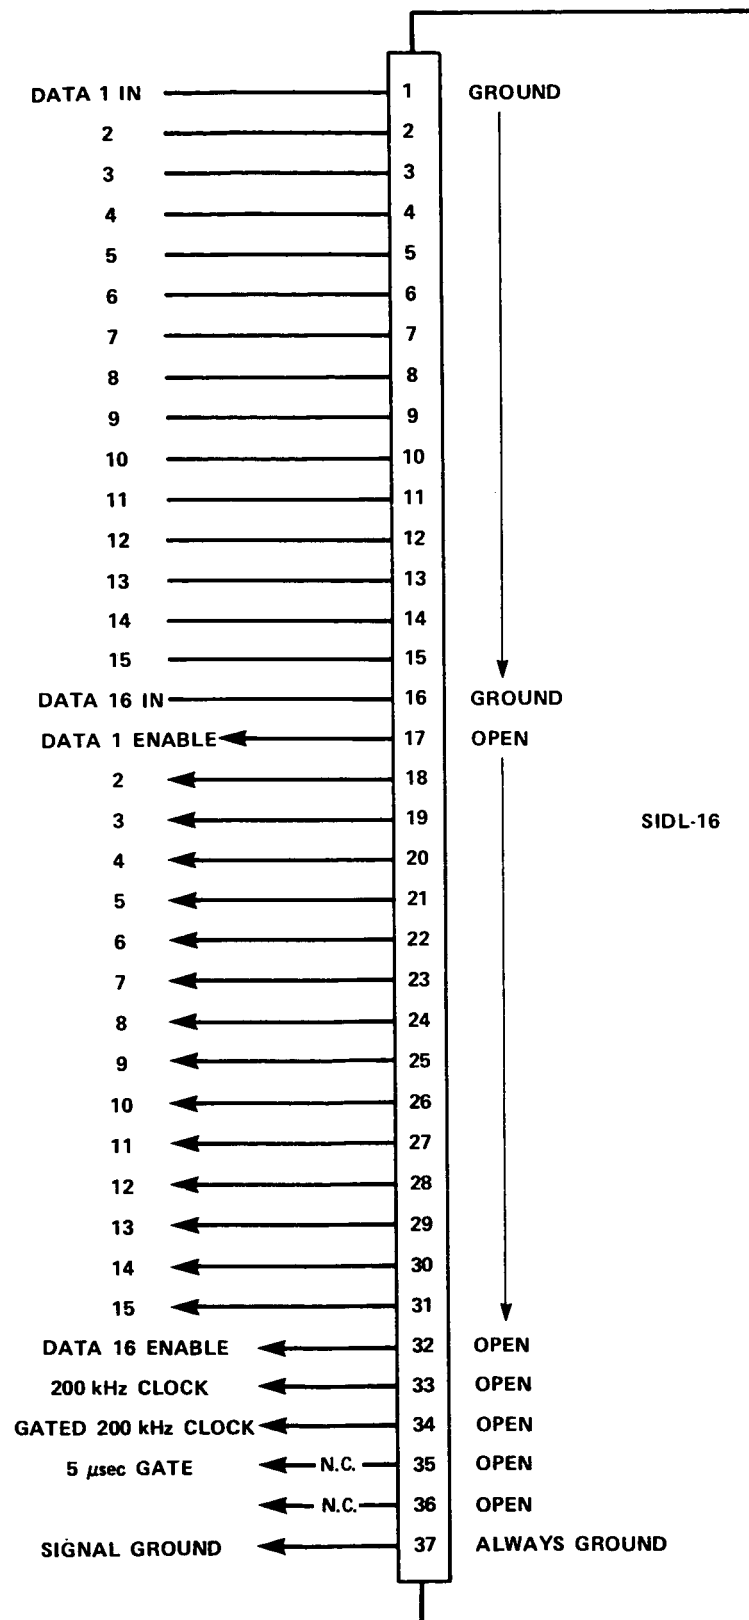 DATA 1 IN 1 GROUND
2 2
3 3
4 4
5 5
6 6
7 7
8 8
9 9
10 10
11 11
12 12
13 13
14 14
15 15
DATA 16 IN 16 GROUND
DATA 1 ENABLE 17 OPEN
2 18
3 19 SIDL-16
4 20
5 21
6 22
7 23
8 24
9 25
10 26
11 27
12 28
13 29
14 30
15 31
DATA 16 ENABLE 32 OPEN
200 kHz CLOCK 33 OPEN
GATED 200 kHz CLOCK 34 OPEN
5 μsec GATE N.C. 35 OPEN
N.C. 36 OPEN
SIGNAL GROUND 37 ALWAYS GROUND